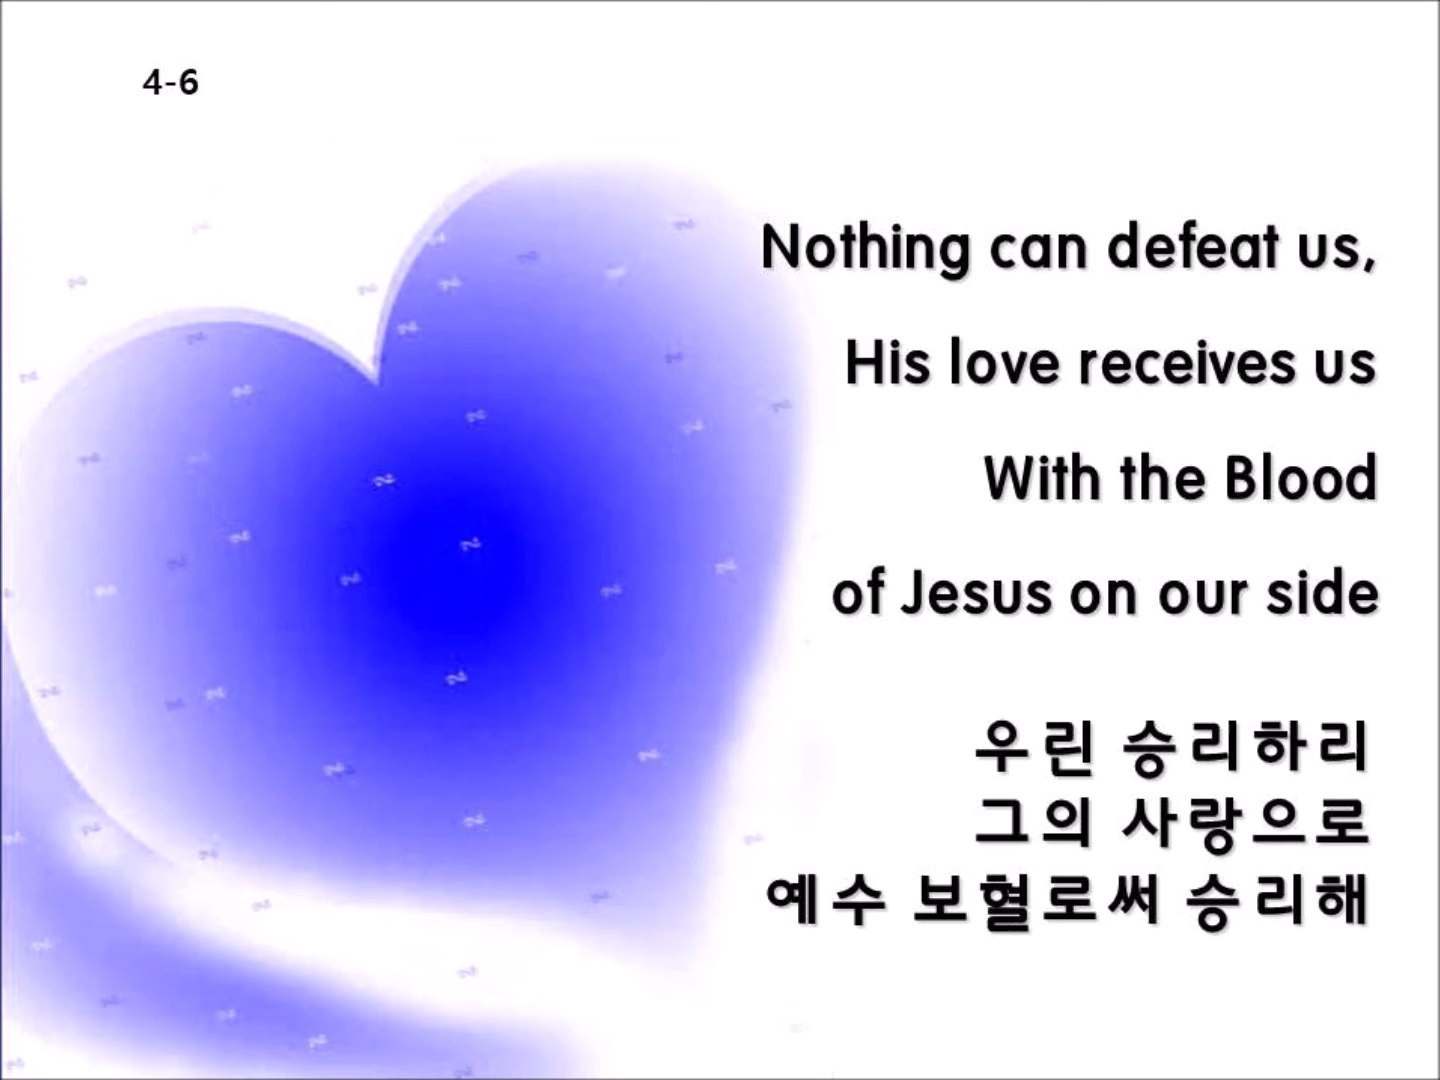 4-6
Nothing can defeat us,
His love receives us
With the Blood
of Jesus on our side
우린 승리하리
그의 사랑으로
예수 보혈로써 승리해